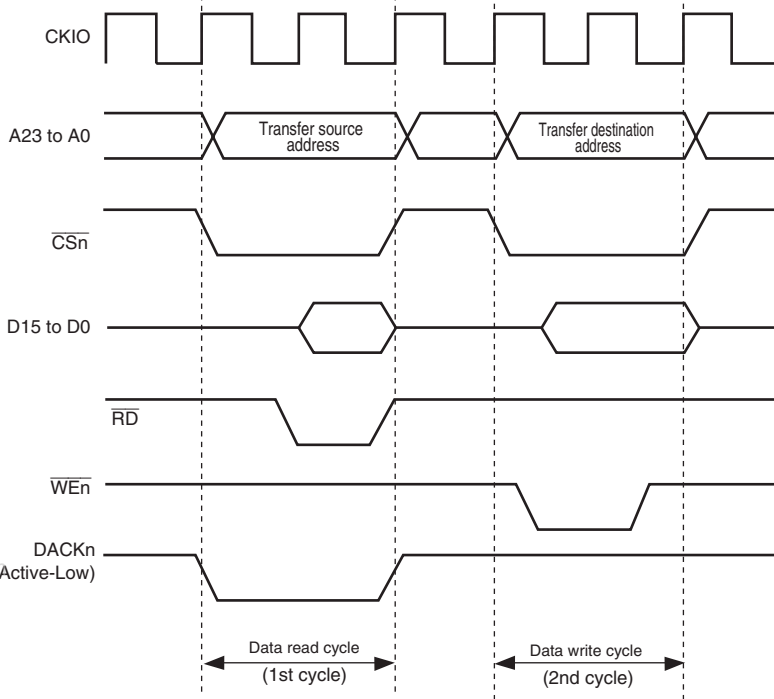 CKIO
A23 to A0
Transfer source
address
Transfer destination
address
CSn
D15 to D0
RD
WEn
DACKn
Active-Low)
Data read cycle
(1st cycle)
Data write cycle
(2nd cycle)